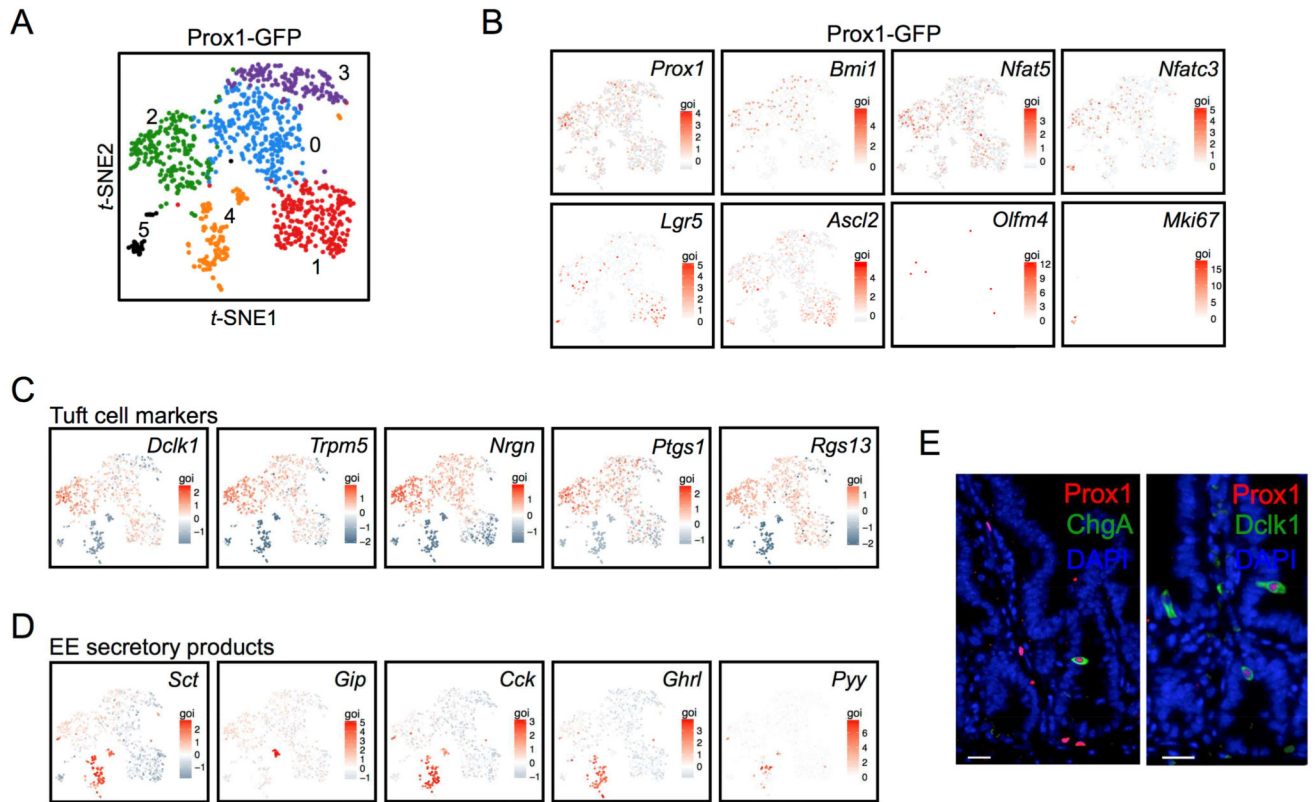 A
Prox1-GFP
3
2
0
4
5
1
t-SNE2
t-SNE1
B
Prox1-GFP
Prox1
goi
4
3
2
1
0
Bmi1
goi
4
2
0
Nfat5
goi
4
3
2
1
0
Nfatc3
goi
5
4
3
2
1
0
Lgr5
goi
5
4
3
2
1
0
Ascl2
goi
4
2
0
Olfm4
goi
12
9
6
3
0
Mki67
goi
15
10
5
0
C
Tuft cell markers
Dclk1
goi
2
1
0
−1
Trpm5
goi
1
0
−1
−2
Nrgn
goi
1
0
−1
−2
Ptgs1
goi
2
1
0
−1
Rgs13
goi
1
0
−1
−2
D
EE secretory products
Sct
goi
2
1
0
−1
Gip
goi
5
4
3
2
1
0
−1
Cck
goi
3
2
1
0
Ghrl
goi
3
2
1
0
Pyy
goi
6
4
2
0
E
Prox1
ChgA
DAPI
Prox1
Dclk1
DAPI